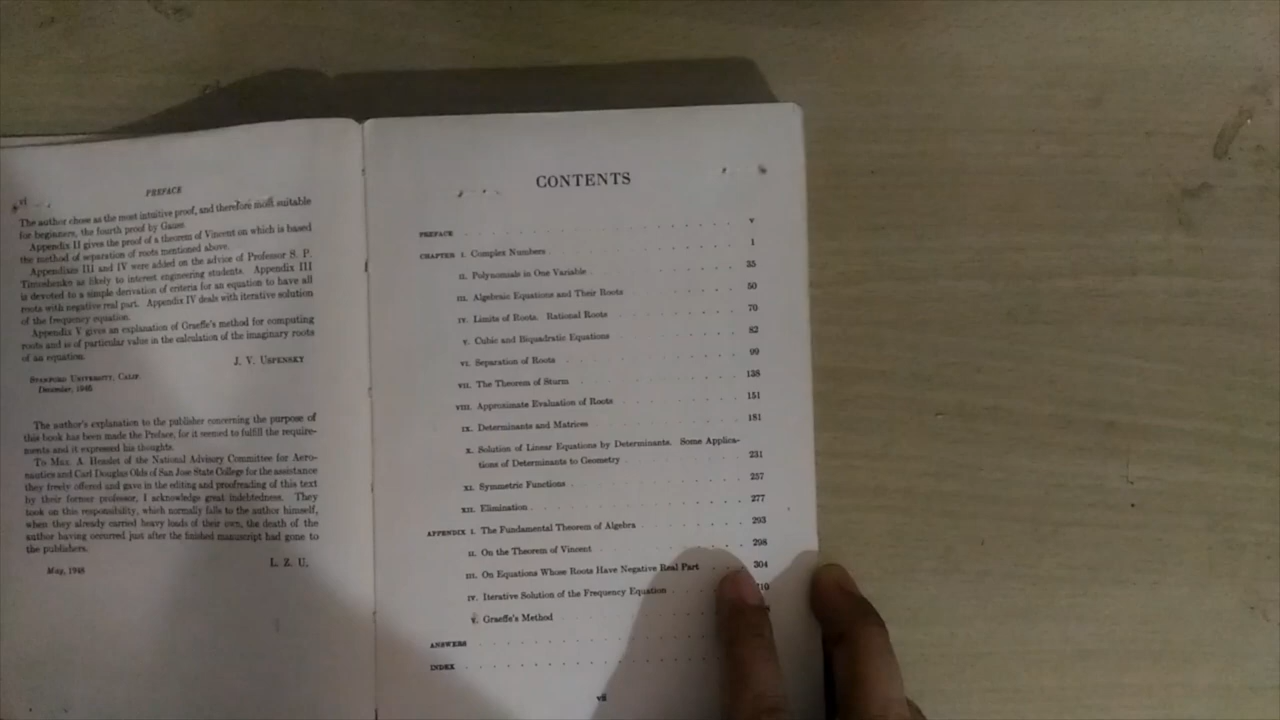 vi
PREFACE
The author chose as the most intuitive proof, and therefore most suitable
for beginners, the fourth proof by Gauss.
Appendix II gives the proof of a theorem of Vincent on which is based
the method of separation of roots mentioned above.
Appendixes III and IV were added on the advice of Professor S. P.
Timoshenko as likely to interest engineering students. Appendix III
is devoted to a simple derivation of criteria for an equation to have all
roots with negative real part. Appendix IV deals with iterative solution
of the frequency equation.
Appendix V gives an explanation of Graeffe's method for computing
roots and is of particular value in the calculation of the imaginary roots
of an equation.
J. V. USPENSKY
STANFORD UNIVERSITY, CALIF.
December, 1946
The author's explanation to the publisher concerning the purpose of
this book has been made the Preface, for it seemed to fulfill the require-
ments and it expressed his thoughts.
To Max. A. Heaslet of the National Advisory Committee for Aero-
nautics and Carl Douglas Olds of San Jose State College for the assistance
they freely offered and gave in the editing and proofreading of this text
by their former professor, I acknowledge great indebtedness. They
took on this responsibility, which normally falls to the author himself,
when they already carried heavy loads of their own, the death of the
author having occurred just after the finished manuscript had gone to
the publishers.
L. Z. U.
May, 1948
CONTENTS
PREFACE v
CHAPTER I. Complex Numbers 1
II. Polynomials in One Variable 35
III. Algebraic Equations and Their Roots 50
IV. Limits of Roots. Rational Roots 70
V. Cubic and Biquadratic Equations 82
VI. Separation of Roots 99
VII. The Theorem of Sturm 138
VIII. Approximate Evaluation of Roots 151
IX. Determinants and Matrices 181
X. Solution of Linear Equations by Determinants. Some Applica-
tions of Determinants to Geometry 231
XI. Symmetric Functions 257
XII. Elimination 277
APPENDIX I. The Fundamental Theorem of Algebra 293
II. On the Theorem of Vincent 298
III. On Equations Whose Roots Have Negative Real Part 304
IV. Iterative Solution of the Frequency Equation
V. Graeffe's Method
ANSWERS
INDEX
vii